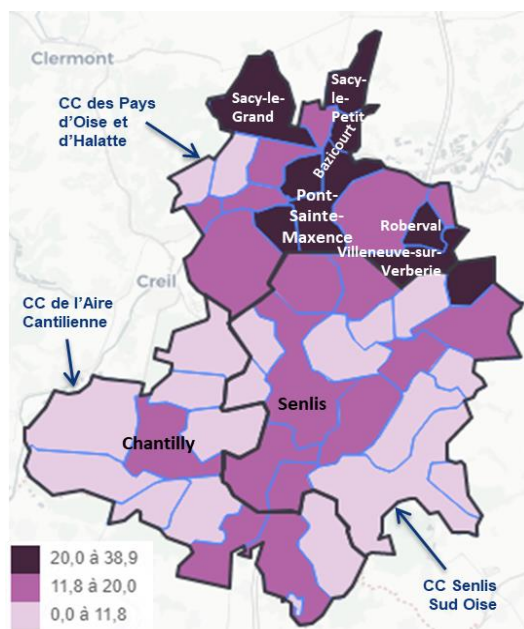 Clermont
CC des Pays
d’Oise et
d’Halatte
Sacy-le-
Grand
Sacy-
le-
Petit
Bazicourt
Pont-
Sainte-
Maxence
Roberval
Villeneuve-sur-
Verberie
Creil
CC de l’Aire
Cantilienne
Senlis
Chantilly
20,0 à 38,9
11,8 à 20,0
0,0 à 11,8
CC Senlis
Sud Oise